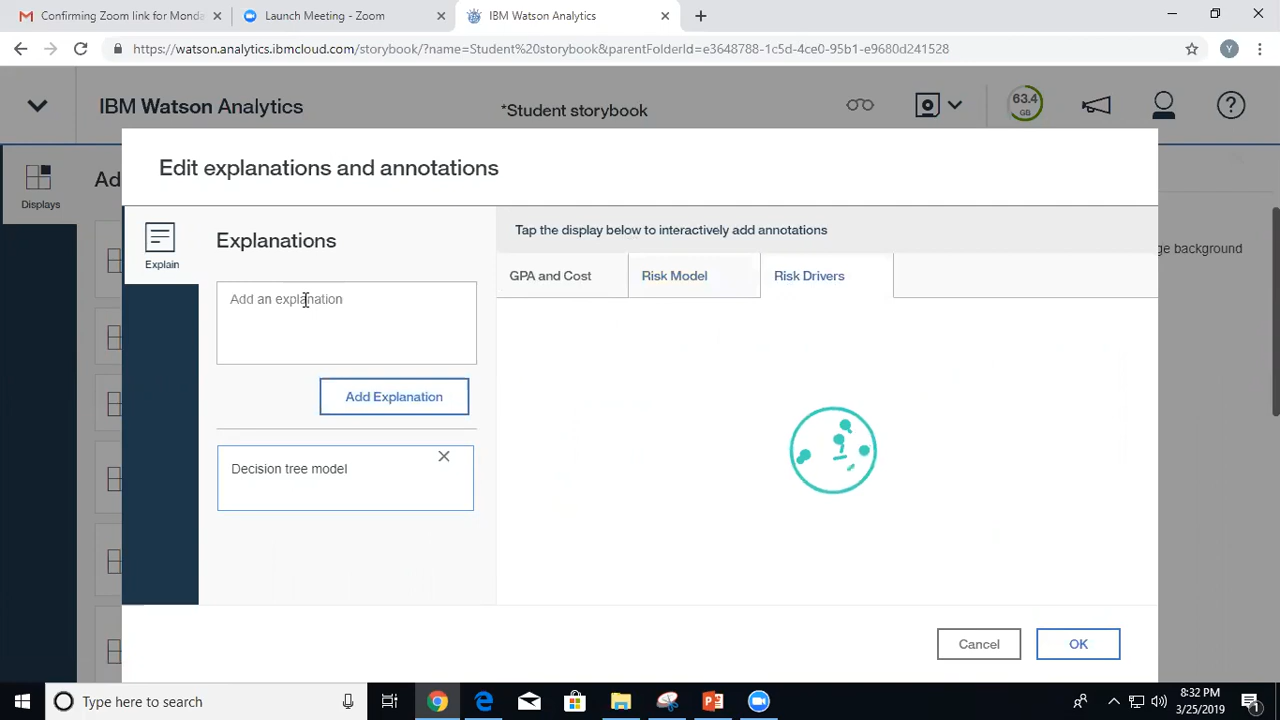 Confirming Zoom link for Monda
Launch Meeting - Zoom
IBM Watson Analytics
https://watson.analytics.ibmcloud.com/storybook/?name=Student%20storybook&parentFolderId=e3648788-1c5d-4ce0-95b1-e9680d241528
Y
IBM Watson Analytics
*Student storybook
63.4
GB
Displays
Ad
Edit explanations and annotations
Explain
Explanations
Add an explanation
Add Explanation
Decision tree model
Tap the display below to interactively add annotations
GPA and Cost
Risk Model
Risk Drivers
ge background
Cancel
OK
Type here to search
8:32 PM
3/25/2019
1